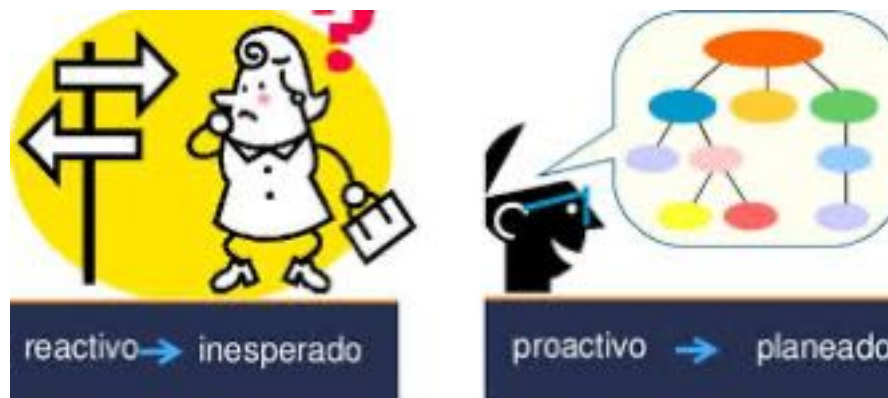 ?
reactivo → inesperado
proactivo → planeado